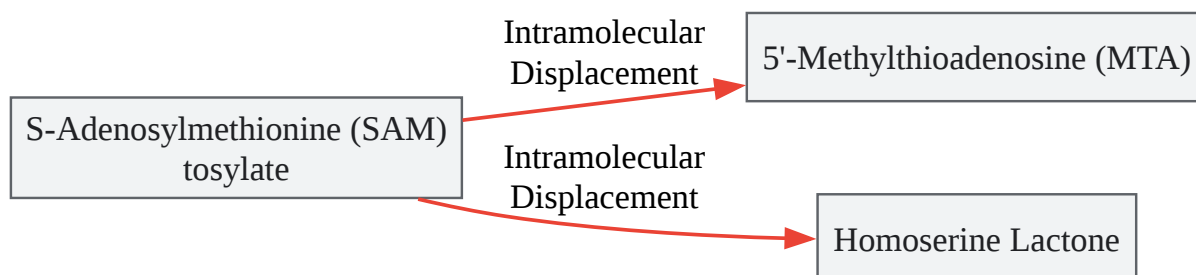 Intramolecular
Displacement
5'-Methylthioadenosine (MTA)
S-Adenosylmethionine (SAM)
tosylate
Intramolecular
Displacement
Homoserine Lactone